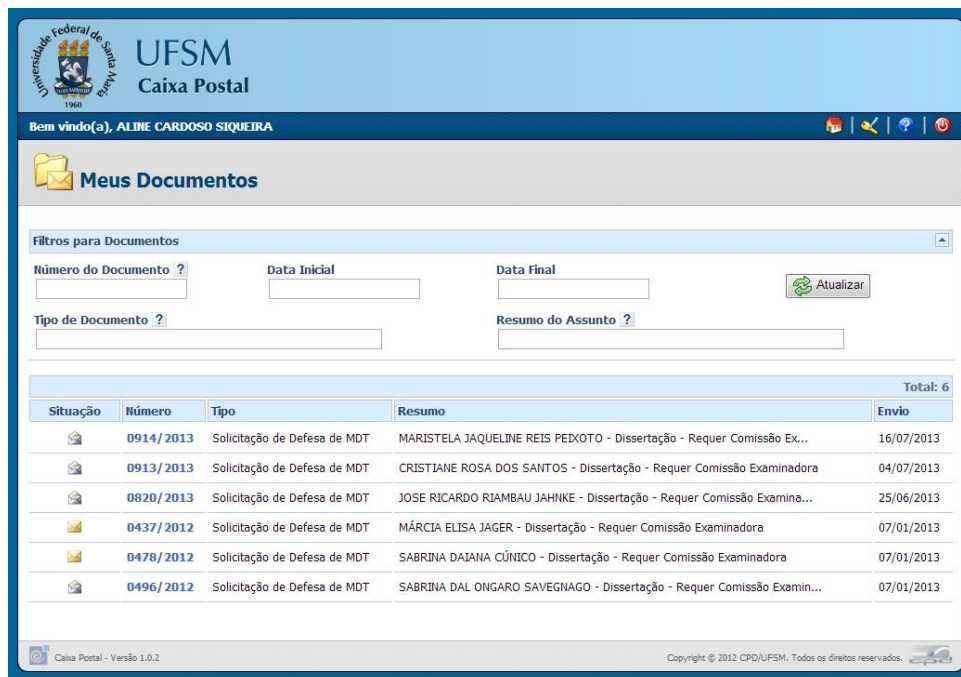 Universidade Federal de Santa Maria
1960
UFSM
Caixa Postal
Bem vindo(a), ALINE CARDOSO SIQUEIRA
Meus Documentos
Filtros para Documentos
Número do Documento ? Data Inicial Data Final
Atualizar
Tipo de Documento ? Resumo do Assunto ?
Total: 6
Situação Número Tipo Resumo Envio
0914/2013 Solicitação de Defesa de MDT MARISTELA JAQUELINE REIS PEIXOTO - Dissertação - Requer Comissão Ex... 16/07/2013
0913/2013 Solicitação de Defesa de MDT CRISTIANE ROSA DOS SANTOS - Dissertação - Requer Comissão Examinadora 04/07/2013
0820/2013 Solicitação de Defesa de MDT JOSE RICARDO RIAMBAU JAHNKE - Dissertação - Requer Comissão Examina... 25/06/2013
0437/2012 Solicitação de Defesa de MDT MÁRCIA ELISA JAGER - Dissertação - Requer Comissão Examinadora 07/01/2013
0478/2012 Solicitação de Defesa de MDT SABRINA DAIANA CÚNICO - Dissertação - Requer Comissão Examinadora 07/01/2013
0496/2012 Solicitação de Defesa de MDT SABRINA DAL ONGARO SAVEGNAGO - Dissertação - Requer Comissão Examin... 07/01/2013
Caixa Postal - Versão 1.0.2 Copyright © 2012 CPD/UFSM. Todos os direitos reservados.